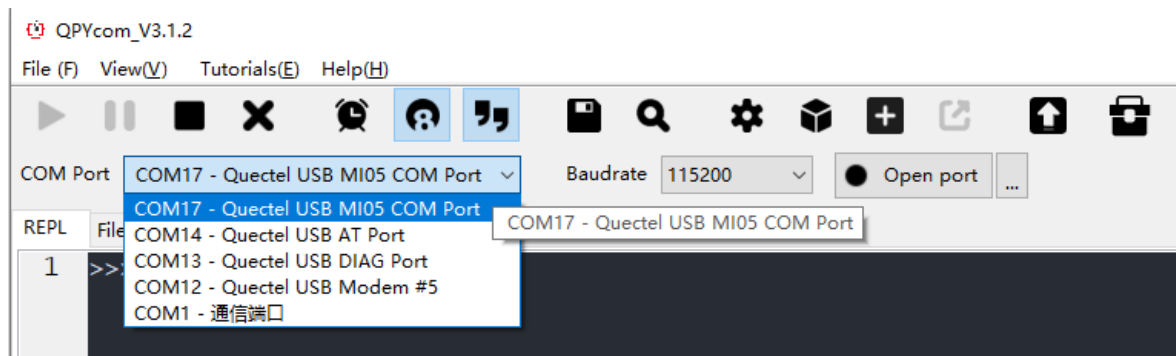 QPYcom_V3.1.2
File (F) View(V) Tutorials(E) Help(H)
COM Port COM17 - Quectel USB MI05 COM Port Baudrate 115200 Open port ...
COM17 - Quectel USB MI05 COM Port
COM17 - Quectel USB MI05 COM Port
REPL File
COM14 - Quectel USB AT Port
1 >>
COM13 - Quectel USB DIAG Port
COM12 - Quectel USB Modem #5
COM1 - 通信端口